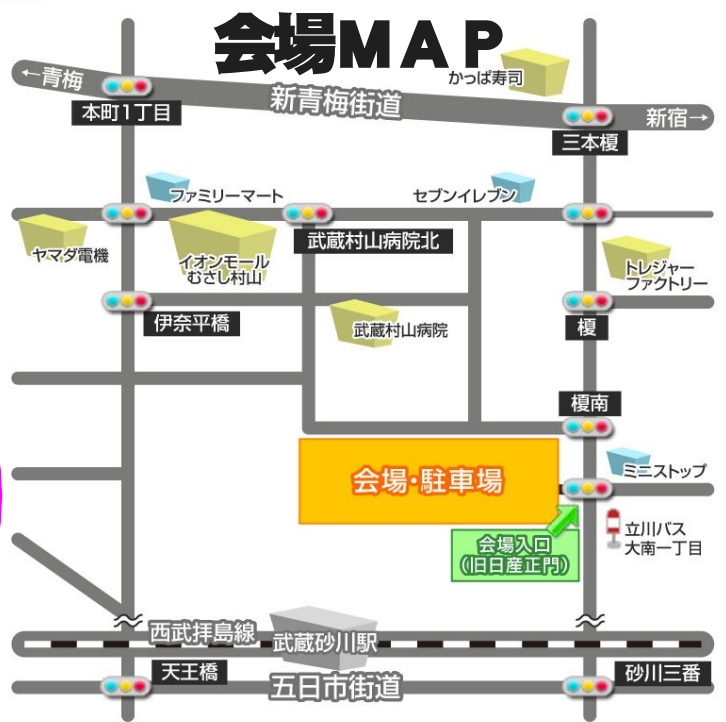 会場MAP
かっぱ寿司
←青梅
新青梅街道
新宿→
本町1丁目
三本榎
ファミリーマート
セブンイレブン
ヤマダ電機
イオンモール
むさし村山
武蔵村山病院北
トレジャー
ファクトリー
伊奈平橋
武蔵村山病院
榎
榎南
会場・駐車場
ミニストップ
会場入口
(旧日産正門)
立川バス
大南一丁目
西武拝島線
武蔵砂川駅
天王橋
五日市街道
砂川三番